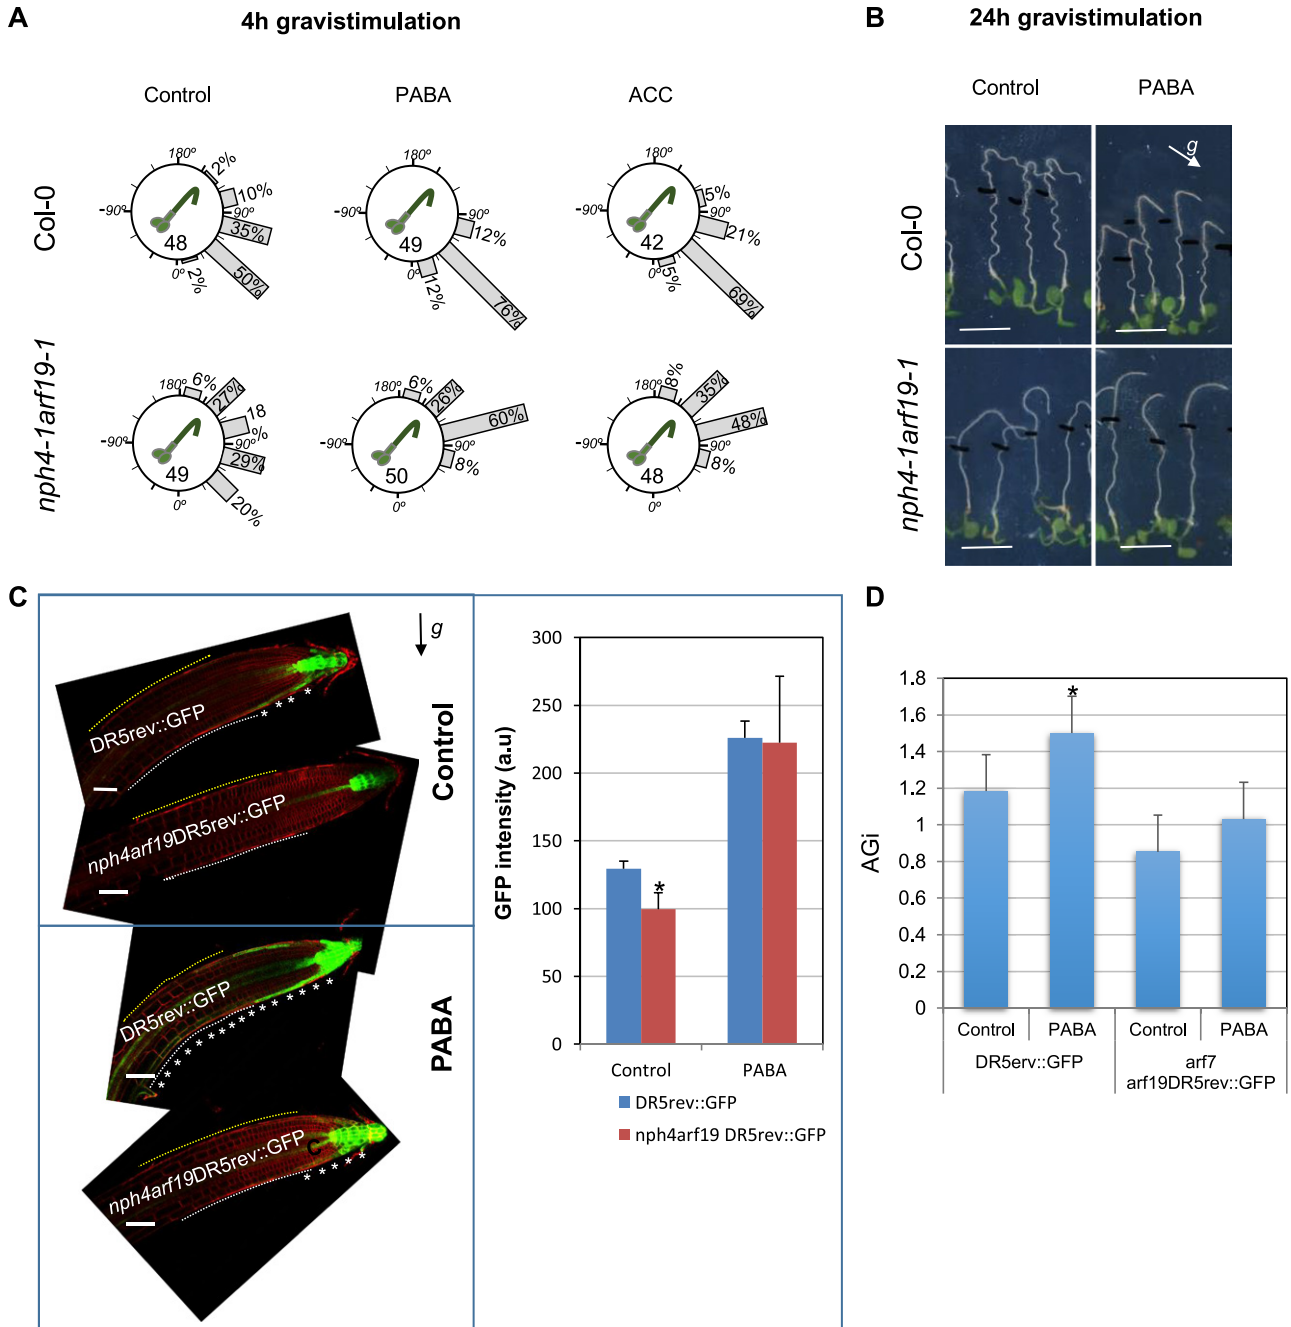 A
4h gravistimulation
Control
PABA
ACC
Col-0
180º
2%
10%
-90º
90º
35%
48
50%
2%
0º
180º
-90º
90º
12%
49
12%
0º
76%
180º
5%
-90º
90º
21%
42
5%
0º
69%
nph4-1arf19-1
180º
6%
27%
18
%
-90º
90º
29%
49
20%
0º
180º
6%
26%
60%
-90º
90º
8%
50
0º
180º
8%
35%
48%
-90º
90º
8%
48
0º
B
24h gravistimulation
Control
PABA
Col-0
g
nph4-1arf19-1
C
g
DR5rev::GFP
* * * *
Control
nph4arf19DR5rev::GFP
DR5rev::GFP
* * * * * * * * * * * * * * * *
PABA
nph4arf19DR5rev::GFP
C
* * * * *
GFP intensity (a.u)
300
250
200
150
100
50
0
*
Control
PABA
DR5rev::GFP
nph4arf19 DR5rev::GFP
D
AGi
1.8
1.6
1.4
1.2
1
0.8
0.6
0.4
0.2
0
*
Control
PABA
Control
PABA
DR5erv::GFP
arf7
arf19DR5rev::GFP